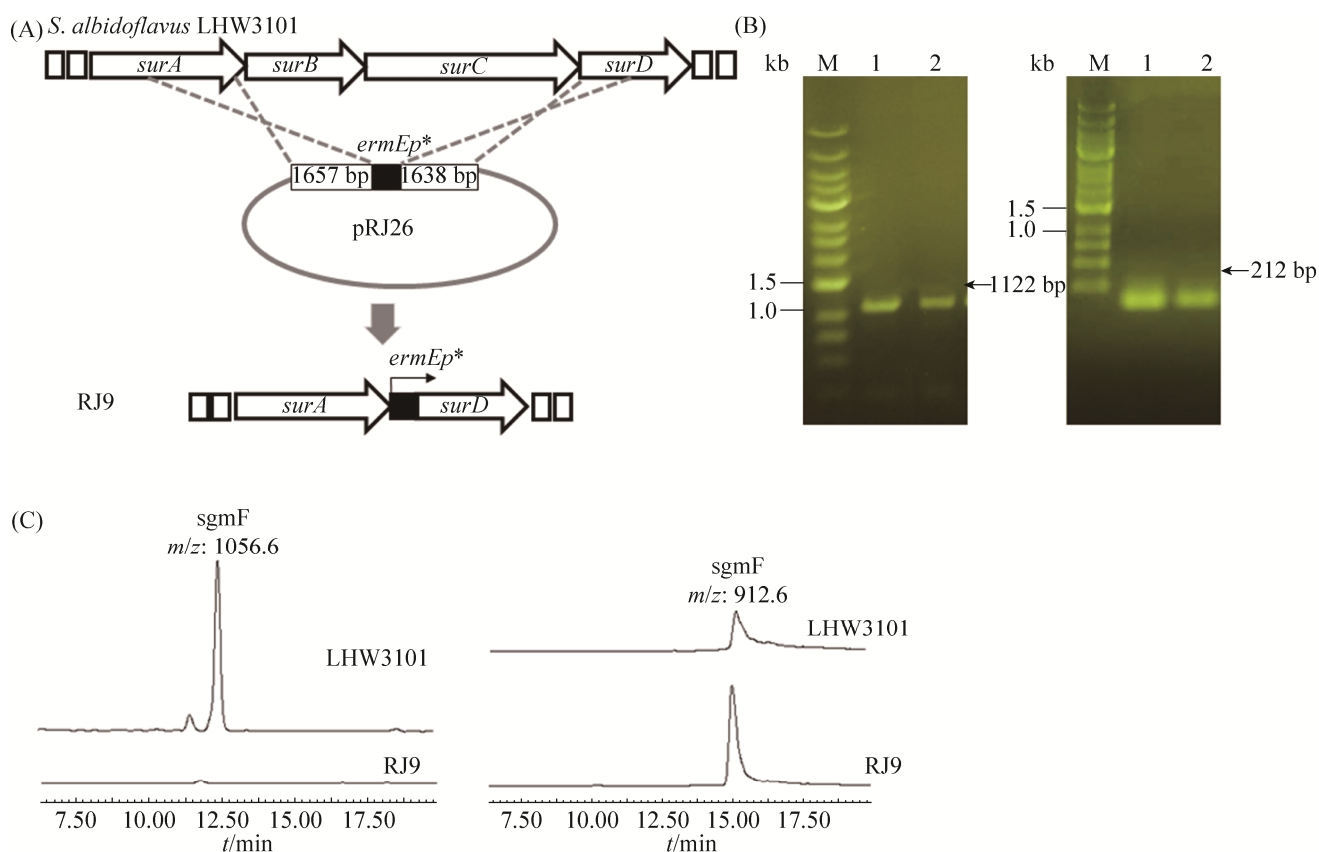 (A) S. albidoflavus LHW3101
surA surB surC surD
ermEp*
1657 bp 1638 bp
pRJ26
ermEp*
RJ9
surA surD
(B)
kb M 1 2
1.5
1.0
1122 bp
kb M 1 2
1.5
1.0
212 bp
(C)
sgmF
m/z: 1056.6
LHW3101
RJ9
7.50 10.00 12.50 15.00 17.50
t/min
sgmF
m/z: 912.6
LHW3101
RJ9
7.50 10.00 12.50 15.00 17.50
t/min